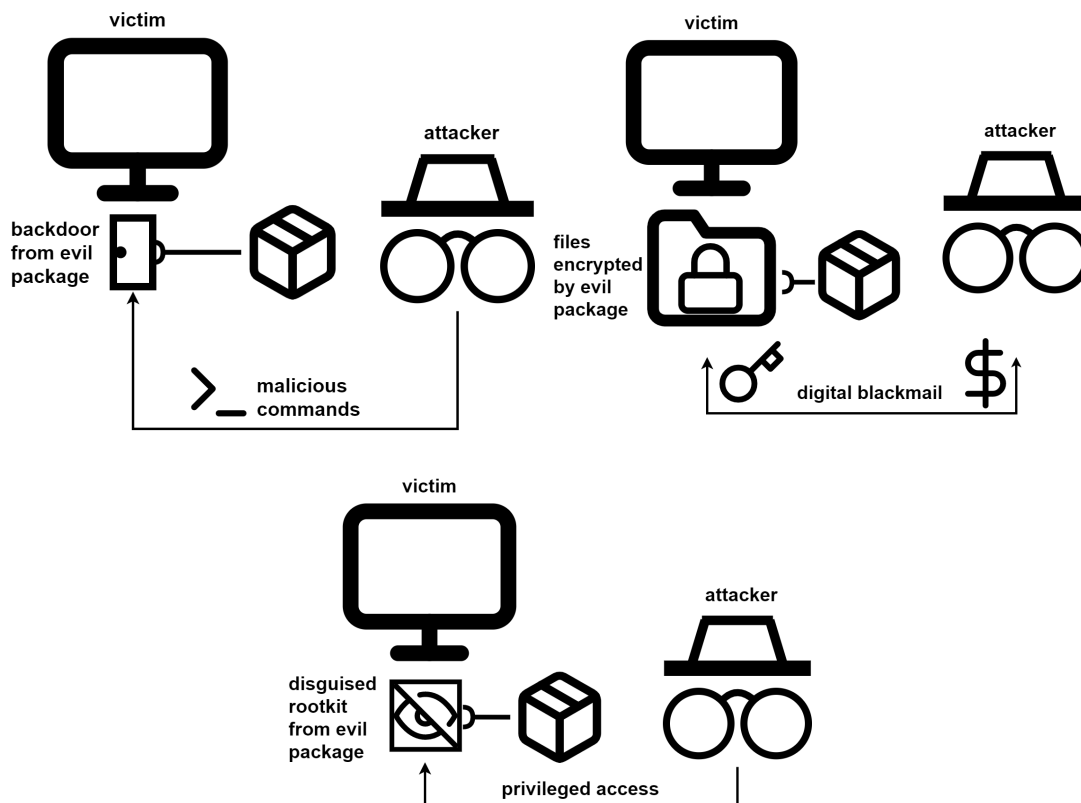 victim
attacker
backdoor
from evil
package
malicious
commands
victim
attacker
files
encrypted
by evil
package
digital blackmail
victim
attacker
disguised
rootkit
from evil
package
privileged access